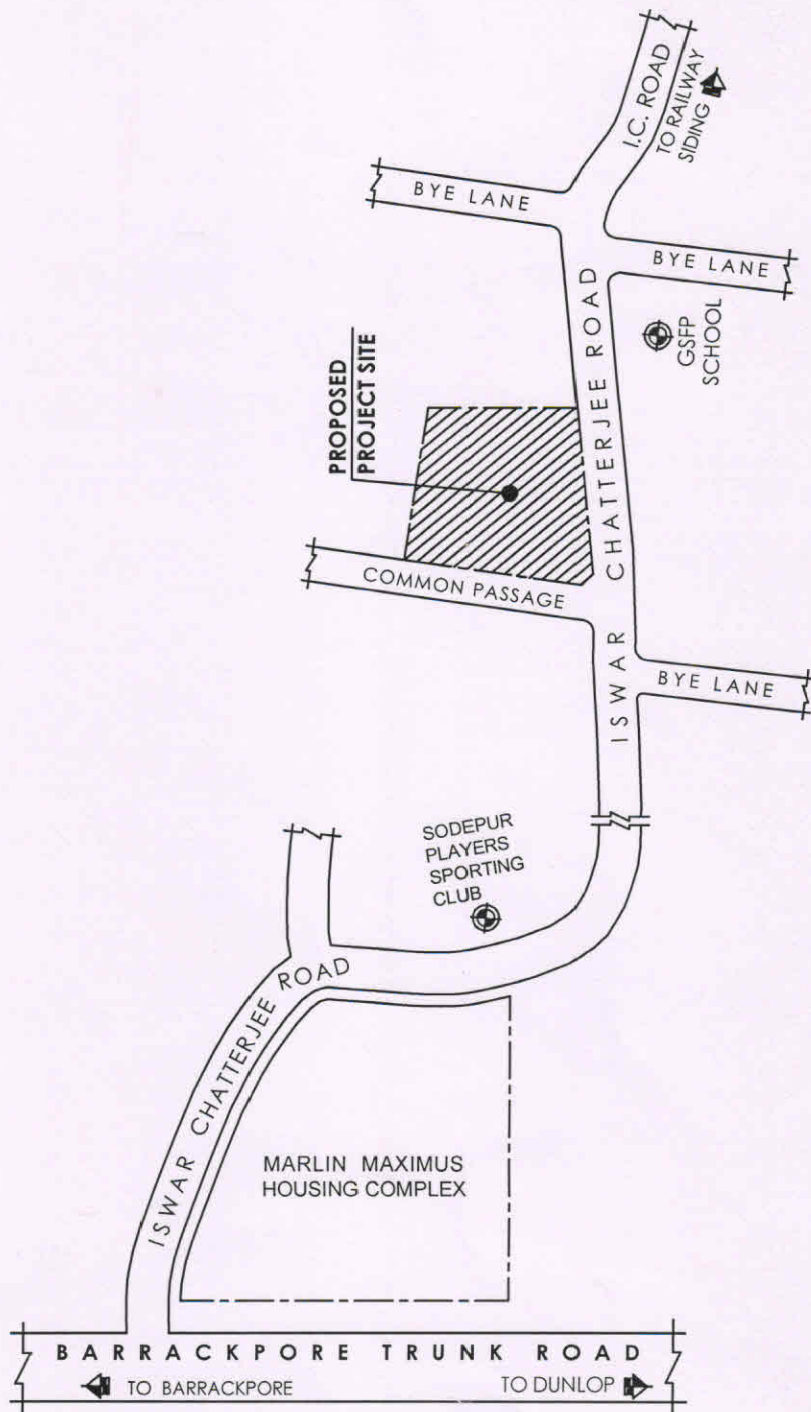 I.C. ROAD
TO RAILWAY
SIDING
BYE LANE
BYE LANE
GSFP
SCHOOL
PROPOSED
PROJECT SITE
ISWAR CHATTERJEE ROAD
COMMON PASSAGE
BYE LANE
SODEPUR
PLAYERS
SPORTING
CLUB
ISWAR CHATTERJEE ROAD
MARLIN MAXIMUS
HOUSING COMPLEX
BARRACKPORE TRUNK ROAD
TO BARRACKPORE
TO DUNLOP